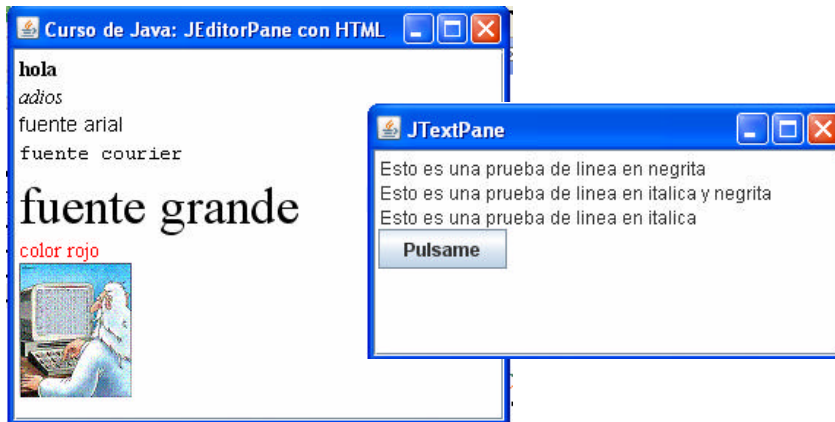 Curso de Java: JEditorPane con HTML
hola
adios
fuente arial
fuente courier
fuente grande
color rojo
JTextPane
Esto es una prueba de linea en negrita
Esto es una prueba de linea en italica y negrita
Esto es una prueba de linea en italica
Pulsame